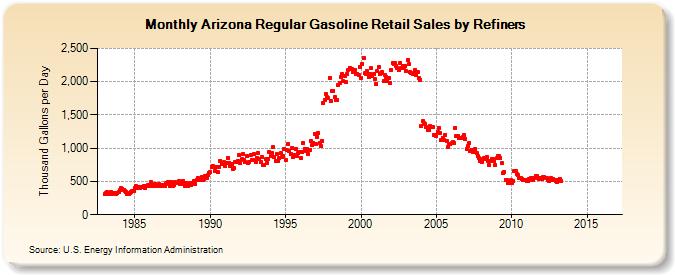 Monthly Arizona Regular Gasoline Retail Sales by Refiners
Thousand Gallons per Day
2,500
2,000
1,500
1,000
500
0
1985 1990 1995 2000 2005 2010 2015
Source: U.S. Energy Information Administration